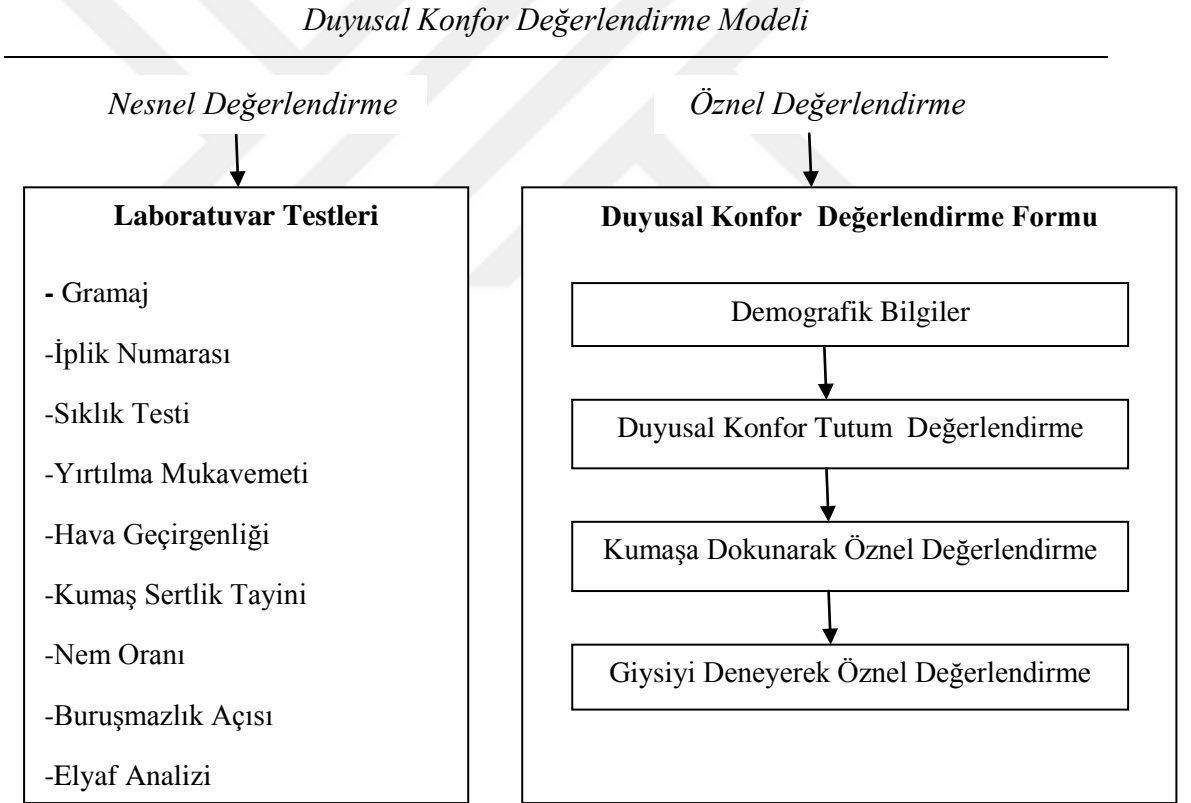 Duyusal Konfor Değerlendirme Modeli
Nesnel Değerlendirme
Öznel Değerlendirme
Laboratuvar Testleri
- Gramaj
-İplik Numarası
-Sıklık Testi
-Yırtılma Mukavemeti
-Hava Geçirgenliği
-Kumaş Sertlik Tayini
-Nem Oranı
-Buruşmazlık Açısı
-Elyaf Analizi
Duyusal Konfor Değerlendirme Formu
Demografik Bilgiler
Duyusal Konfor Tutum Değerlendirme
Kumaşa Dokunarak Öznel Değerlendirme
Giysiyi Deneyerek Öznel Değerlendirme